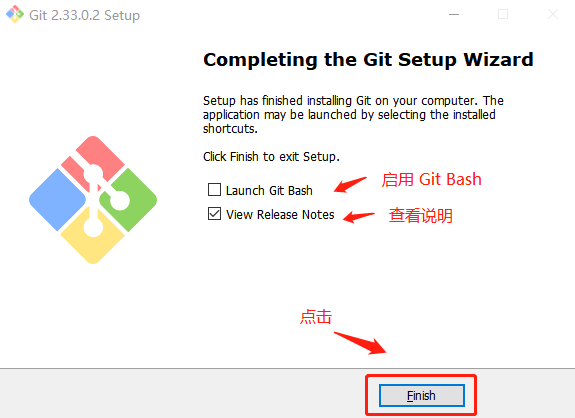 Git 2.33.0.2 Setup
Completing the Git Setup Wizard
Setup has finished installing Git on your computer. The
application may be launched by selecting the installed
shortcuts.
Click Finish to exit Setup.
Launch Git Bash
启用 Git Bash
View Release Notes
查看说明
点击
Finish